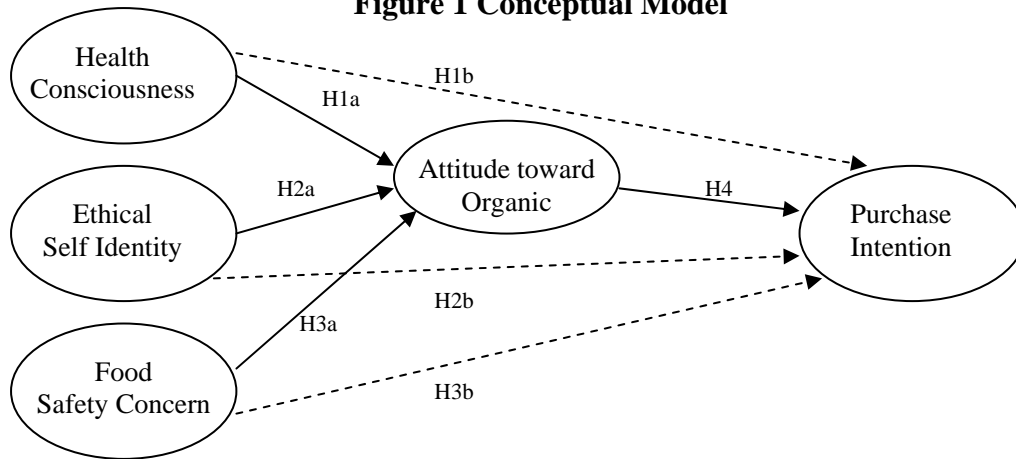 Figure 1 Conceptual Model
Health
Consciousness
H1b
H1a
Attitude toward
Organic
H2a
H4
Ethical
Self Identity
Purchase
Intention
H2b
H3a
Food
Safety Concern
H3b